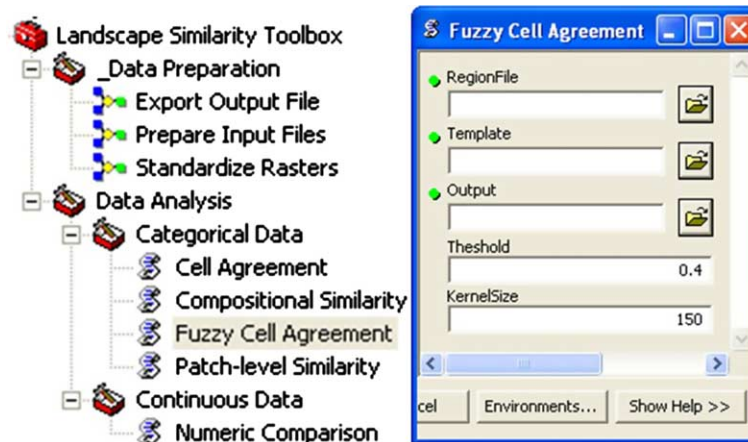 Landscape Similarity Toolbox
_Data Preparation
Export Output File
Prepare Input Files
Standardize Rasters
Data Analysis
Categorical Data
Cell Agreement
Compositional Similarity
Fuzzy Cell Agreement
Patch-level Similarity
Continuous Data
Numeric Comparison
Fuzzy Cell Agreement
RegionFile
Template
Output
Theshold
0.4
KernelSize
150
cel
Environments...
Show Help >>